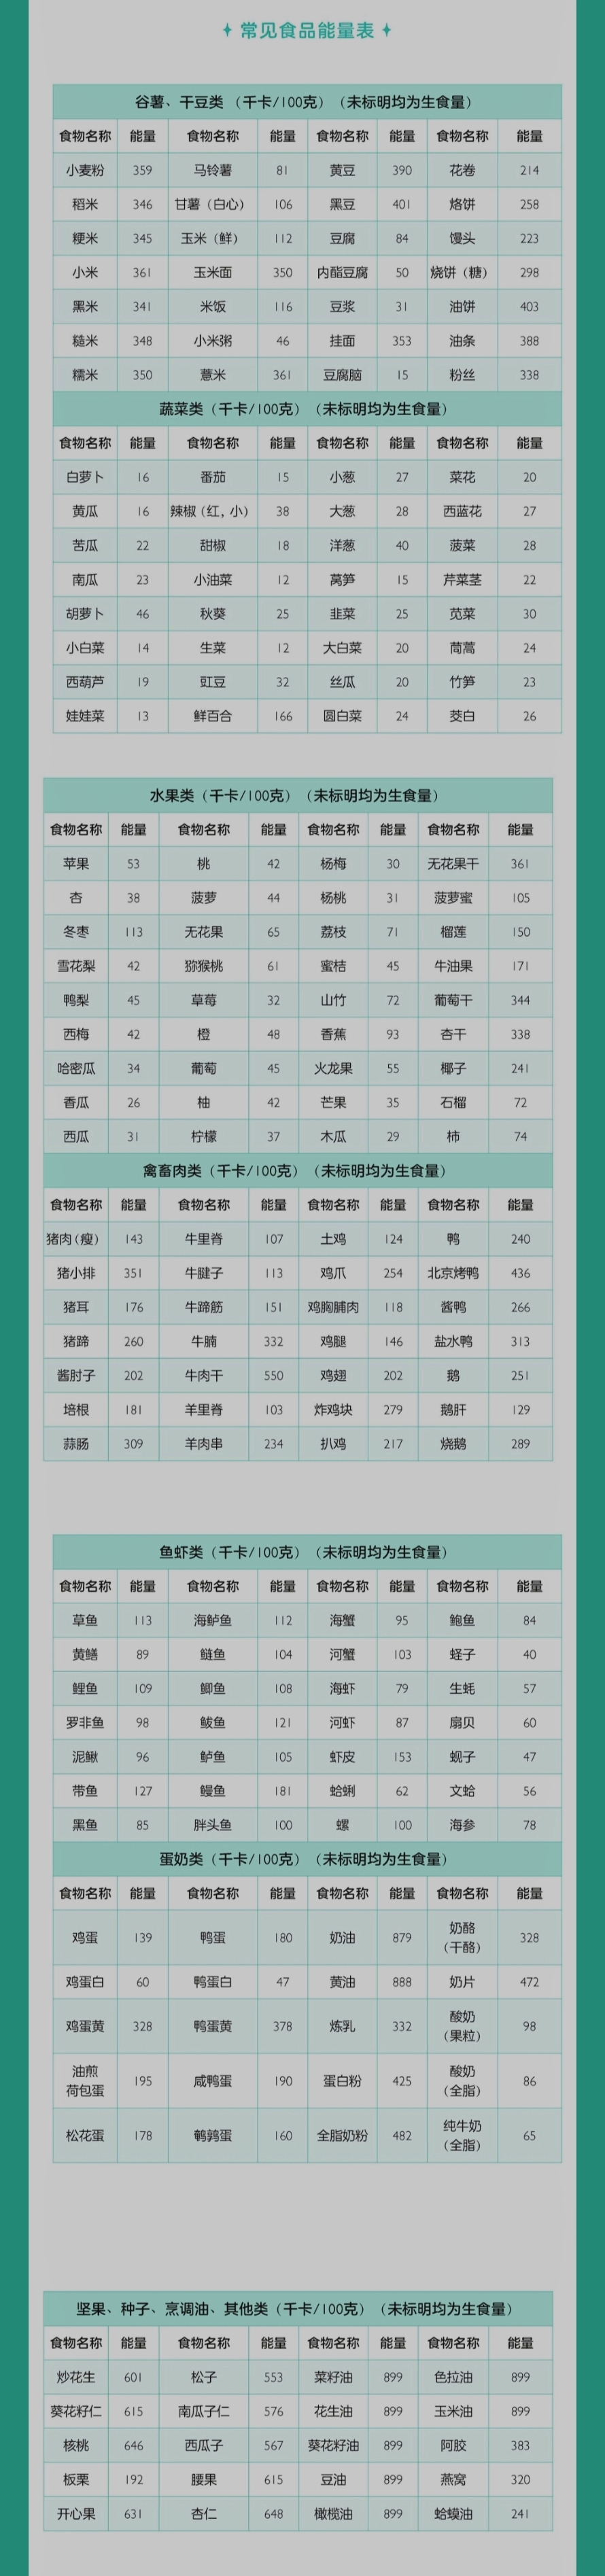 ✦ 常见食品能量表 ✦
谷薯、干豆类 （千卡/100克）（未标明均为生食量）
食物名称 能量 食物名称 能量 食物名称 能量 食物名称 能量
小麦粉 359 马铃薯 81 黄豆 390 花卷 214
稻米 346 甘薯（白心） 106 黑豆 401 烙饼 258
粳米 345 玉米（鲜） 112 豆腐 84 馒头 223
小米 361 玉米面 350 内酯豆腐 50 烧饼（糖） 298
黑米 341 米饭 116 豆浆 31 油饼 403
糙米 348 小米粥 46 挂面 353 油条 388
糯米 350 薏米 361 豆腐脑 15 粉丝 338
蔬菜类（千卡/100克）（未标明均为生食量）
食物名称 能量 食物名称 能量 食物名称 能量 食物名称 能量
白萝卜 16 番茄 15 小葱 27 菜花 20
黄瓜 16 辣椒（红，小） 38 大葱 28 西蓝花 27
苦瓜 22 甜椒 18 洋葱 40 菠菜 28
南瓜 23 小油菜 12 莴笋 15 芹菜茎 22
胡萝卜 46 秋葵 25 韭菜 25 苋菜 30
小白菜 14 生菜 12 大白菜 20 茼蒿 24
西葫芦 19 豇豆 32 丝瓜 20 竹笋 23
娃娃菜 13 鲜百合 166 圆白菜 24 茭白 26
水果类（千卡/100克）（未标明均为生食量）
食物名称 能量 食物名称 能量 食物名称 能量 食物名称 能量
苹果 53 桃 42 杨梅 30 无花果干 361
杏 38 菠萝 44 杨桃 31 菠萝蜜 105
冬枣 113 无花果 65 荔枝 71 榴莲 150
雪花梨 42 猕猴桃 61 蜜桔 45 牛油果 171
鸭梨 45 草莓 32 山竹 72 葡萄干 344
西梅 42 橙 48 香蕉 93 杏干 338
哈密瓜 34 葡萄 45 火龙果 55 椰子 241
香瓜 26 柚 42 芒果 35 石榴 72
西瓜 31 柠檬 37 木瓜 29 柿 74
禽畜肉类（千卡/100克）（未标明均为生食量）
食物名称 能量 食物名称 能量 食物名称 能量 食物名称 能量
猪肉（瘦） 143 牛里脊 107 土鸡 124 鸭 240
猪小排 351 牛腱子 113 鸡爪 254 北京烤鸭 436
猪耳 176 牛蹄筋 151 鸡胸脯肉 118 酱鸭 266
猪蹄 260 牛腩 332 鸡腿 146 盐水鸭 313
酱肘子 202 牛肉干 550 鸡翅 202 鹅 251
培根 181 羊里脊 103 炸鸡块 279 鹅肝 129
蒜肠 309 羊肉串 234 扒鸡 217 烧鹅 289
鱼虾类（千卡/100克）（未标明均为生食量）
食物名称 能量 食物名称 能量 食物名称 能量 食物名称 能量
草鱼 113 海鲈鱼 112 海蟹 95 鲍鱼 84
黄鳝 89 鲢鱼 104 河蟹 103 蛏子 40
鲤鱼 109 鲫鱼 108 海虾 79 生蚝 57
罗非鱼 98 鲅鱼 121 河虾 87 扇贝 60
泥鳅 96 鲈鱼 105 虾皮 153 蚬子 47
带鱼 127 鳗鱼 181 蛤蜊 62 文蛤 56
黑鱼 85 胖头鱼 100 螺 100 海参 78
蛋奶类（千卡/100克）（未标明均为生食量）
食物名称 能量 食物名称 能量 食物名称 能量 食物名称 能量
鸡蛋 139 鸭蛋 180 奶油 879 奶酪（干酪） 328
鸡蛋白 60 鸭蛋白 47 黄油 888 奶片 472
鸡蛋黄 328 鸭蛋黄 378 炼乳 332 酸奶（果粒） 98
油煎荷包蛋 195 咸鸭蛋 190 蛋白粉 425 酸奶（全脂） 86
松花蛋 178 鹌鹑蛋 160 全脂奶粉 482 纯牛奶（全脂） 65
坚果、种子、烹调油、其他类（千卡/100克）（未标明均为生食量）
食物名称 能量 食物名称 能量 食物名称 能量 食物名称 能量
炒花生 601 松子 553 菜籽油 899 色拉油 899
葵花籽仁 615 南瓜子仁 576 花生油 899 玉米油 899
核桃 646 西瓜子 567 葵花籽油 899 阿胶 383
板栗 192 腰果 615 豆油 899 燕窝 320
开心果 631 杏仁 648 橄榄油 899 蛤蟆油 241